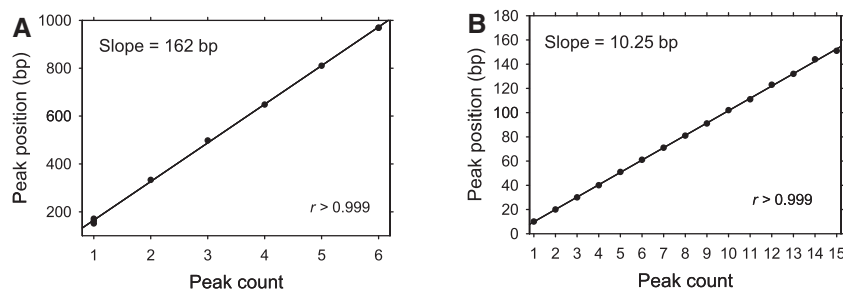 A
Slope = 162 bp
r > 0.999
Peak position (bp)
1000
800
600
400
200
1 2 3 4 5 6
Peak count
B
Slope = 10.25 bp
r > 0.999
Peak position (bp)
180
160
140
120
100
80
60
40
20
0
1 2 3 4 5 6 7 8 9 10 11 12 13 14 15
Peak count